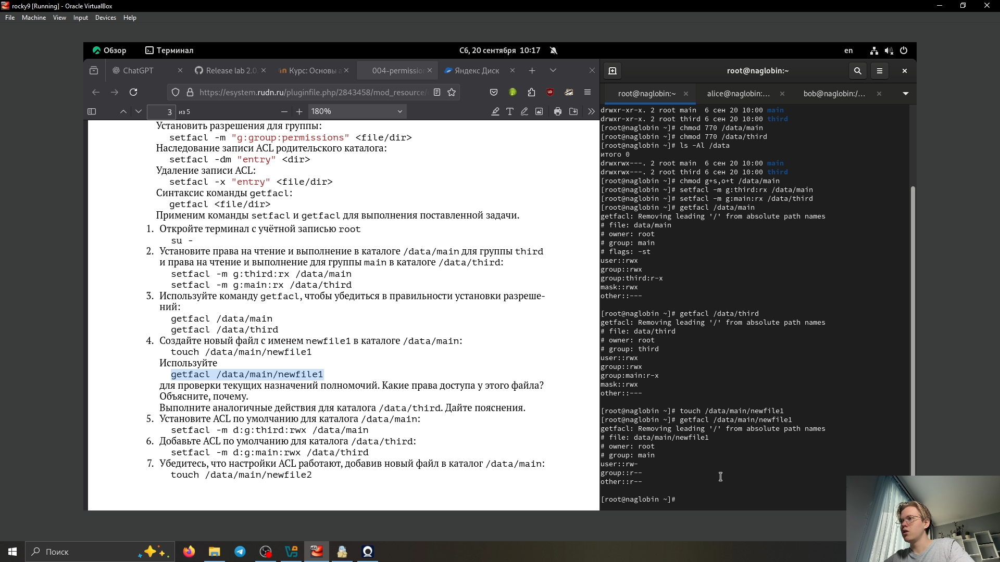 rocky9 [Running] - Oracle VirtualBox
File Machine View Input Devices Help
Обзор Терминал Сб, 20 сентября 10:17 en
ChatGPT Release lab 2.0. Курс: Основы а 004-permission Яндекс Диск
https://esystem.rudn.ru/pluginfile.php/2843458/mod_resource/
3 из 5 180%
Установить разрешения для группы:
setfacl -m "g:group:permissions" <file/dir>
Наследование записи ACL родительского каталога:
setfacl -dm "entry" <dir>
Удаление записи ACL:
setfacl -x "entry" <file/dir>
Синтаксис команды getfacl:
getfacl <file/dir>
Применим команды setfacl и getfacl для выполнения поставленной задачи.
1. Откройте терминал с учётной записью root
su -
2. Установите права на чтение и выполнение в каталоге /data/main для группы third
и права на чтение и выполнение для группы main в каталоге /data/third:
setfacl -m g:third:rx /data/main
setfacl -m g:main:rx /data/third
3. Используйте команду getfacl, чтобы убедиться в правильности установки разреше-
ний:
getfacl /data/main
getfacl /data/third
4. Создайте новый файл с именем newfile1 в каталоге /data/main:
touch /data/main/newfile1
Используйте
getfacl /data/main/newfile1
для проверки текущих назначений полномочий. Какие права доступа у этого файла?
Объясните, почему.
Выполните аналогичные действия для каталога /data/third. Дайте пояснения.
5. Установите ACL по умолчанию для каталога /data/main:
setfacl -m d:g:third:rwx /data/main
6. Добавьте ACL по умолчанию для каталога /data/third:
setfacl -m d:g:main:rwx /data/third
7. Убедитесь, что настройки ACL работают, добавив новый файл в каталог /data/main:
touch /data/main/newfile2
root@naglobin:~
root@naglobin:~ alice@naglobin:... bob@naglobin:/...
drwxr-xr-x. 2 root main 6 сен 20 10:00 main
drwxr-xr-x. 2 root third 6 сен 20 10:00 third
[root@naglobin ~]# chmod 770 /data/main
[root@naglobin ~]# chmod 770 /data/third
[root@naglobin ~]# ls -Al /data
итого 0
drwxrwx---. 2 root main 6 сен 20 10:00 main
drwxrwx---. 2 root third 6 сен 20 10:00 third
[root@naglobin ~]# chmod g+s,o+t /data/main
[root@naglobin ~]# setfacl -m g:third:rx /data/main
[root@naglobin ~]# setfacl -m g:main:rx /data/third
[root@naglobin ~]# getfacl /data/main
getfacl: Removing leading '/' from absolute path names
# file: data/main
# owner: root
# group: main
# flags: -st
user::rwx
group::rwx
group:third:r-x
mask::rwx
other::---
[root@naglobin ~]# getfacl /data/third
getfacl: Removing leading '/' from absolute path names
# file: data/third
# owner: root
# group: third
user::rwx
group::rwx
group:main:r-x
mask::rwx
other::---
[root@naglobin ~]# touch /data/main/newfile1
[root@naglobin ~]# getfacl /data/main/newfile1
getfacl: Removing leading '/' from absolute path names
# file: data/main/newfile1
# owner: root
# group: main
user::rw-
group::r--
other::r--
[root@naglobin ~]#
Поиск